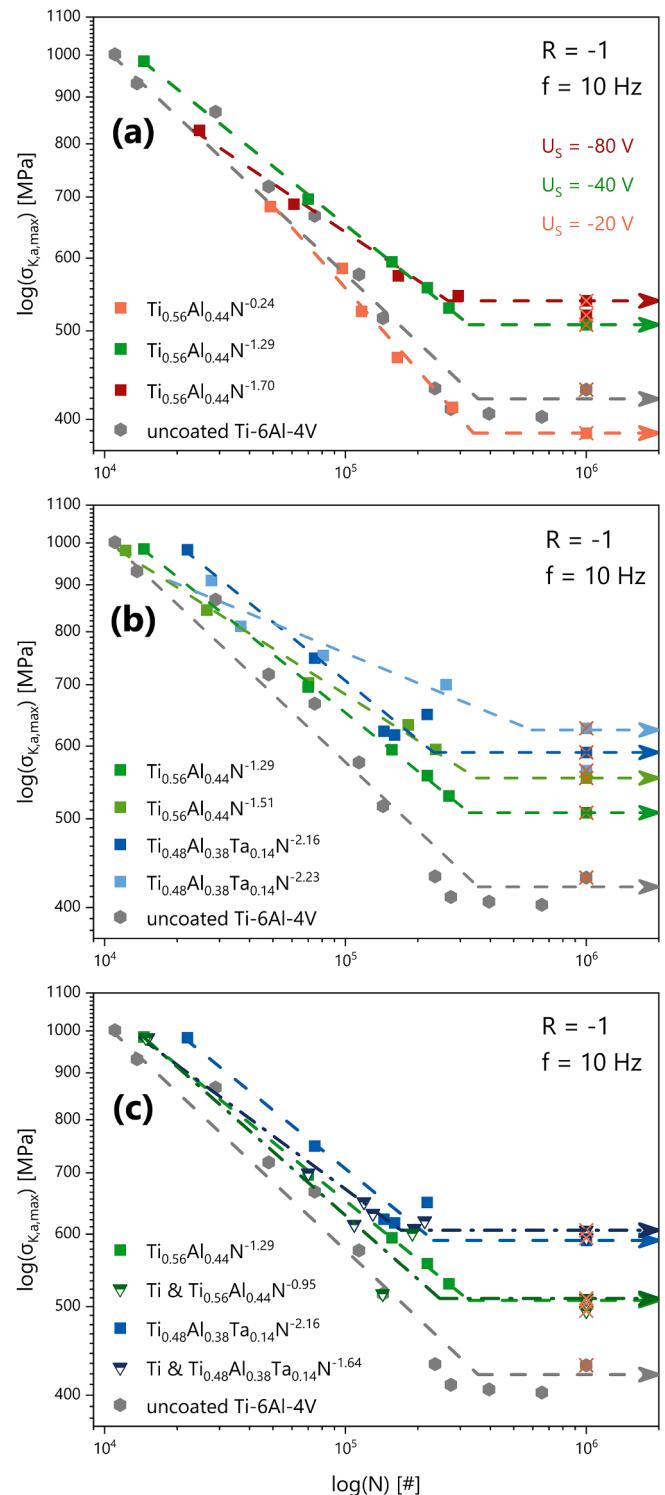 1100
1000
900
800
700
600
500
400
log(σK,a,max) [MPa]
(a)
R = -1
f = 10 Hz
US = -80 V
US = -40 V
US = -20 V
Ti0.56Al0.44N-0.24
Ti0.56Al0.44N-1.29
Ti0.56Al0.44N-1.70
uncoated Ti-6Al-4V
10^4 10^5 10^6
1100
1000
900
800
700
600
500
400
log(σK,a,max) [MPa]
(b)
R = -1
f = 10 Hz
Ti0.56Al0.44N-1.29
Ti0.56Al0.44N-1.51
Ti0.48Al0.38Ta0.14N-2.16
Ti0.48Al0.38Ta0.14N-2.23
uncoated Ti-6Al-4V
10^4 10^5 10^6
1100
1000
900
800
700
600
500
400
log(σK,a,max) [MPa]
(c)
R = -1
f = 10 Hz
Ti0.56Al0.44N-1.29
Ti & Ti0.56Al0.44N-0.95
Ti0.48Al0.38Ta0.14N-2.16
Ti & Ti0.48Al0.38Ta0.14N-1.64
uncoated Ti-6Al-4V
10^4 10^5 10^6
log(N) [#]